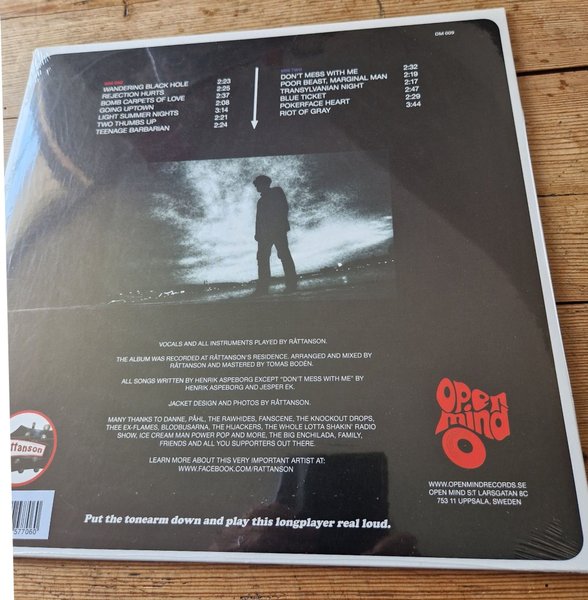 OM 009
SIDE ONE
WANDERING BLACK HOLE 2:23
REJECTION HURTS 2:25
BOMB CARPETS OF LOVE 2:37
GOING UPTOWN 2:08
LIGHT SUMMER NIGHTS 3:14
TWO THUMBS UP 2:21
TEENAGE BARBARIAN 2:24
SIDE TWO
DON'T MESS WITH ME 2:32
POOR BEAST, MARGINAL MAN 2:19
TRANSYLVANIAN NIGHT 2:17
BLUE TICKET 2:47
POKERFACE HEART 2:29
RIOT OF GRAY 3:44
VOCALS AND ALL INSTRUMENTS PLAYED BY RÅTTANSON.
THE ALBUM WAS RECORDED AT RÅTTANSON'S RESIDENCE. ARRANGED AND MIXED BY
RÅTTANSON AND MASTERED BY TOMAS BODÉN.
ALL SONGS WRITTEN BY HENRIK ASPEBORG EXCEPT "DON'T MESS WITH ME" BY
HENRIK ASPEBORG AND JESPER EK.
JACKET DESIGN AND PHOTOS BY RÅTTANSON.
MANY THANKS TO DANNE, PÅHL, THE RAWHIDES, FANSCENE, THE KNOCKOUT DROPS,
THEE EX-FLAMES, BLODBUSARNA, THE HIJACKERS, THE WHOLE LOTTA SHAKIN' RADIO
SHOW, ICE CREAM MAN POWER POP AND MORE, THE BIG ENCHILADA, FAMILY,
FRIENDS AND ALL YOU SUPPORTERS OUT THERE.
LEARN MORE ABOUT THIS VERY IMPORTANT ARTIST AT:
WWW.FACEBOOK.COM/RATTANSON
Open
mind
WWW.OPENMINDRECORDS.SE
OPEN MIND S:T LARSGATAN 8C
753 11 UPPSALA, SWEDEN
ttanson
577060
Put the tonearm down and play this longplayer real loud.